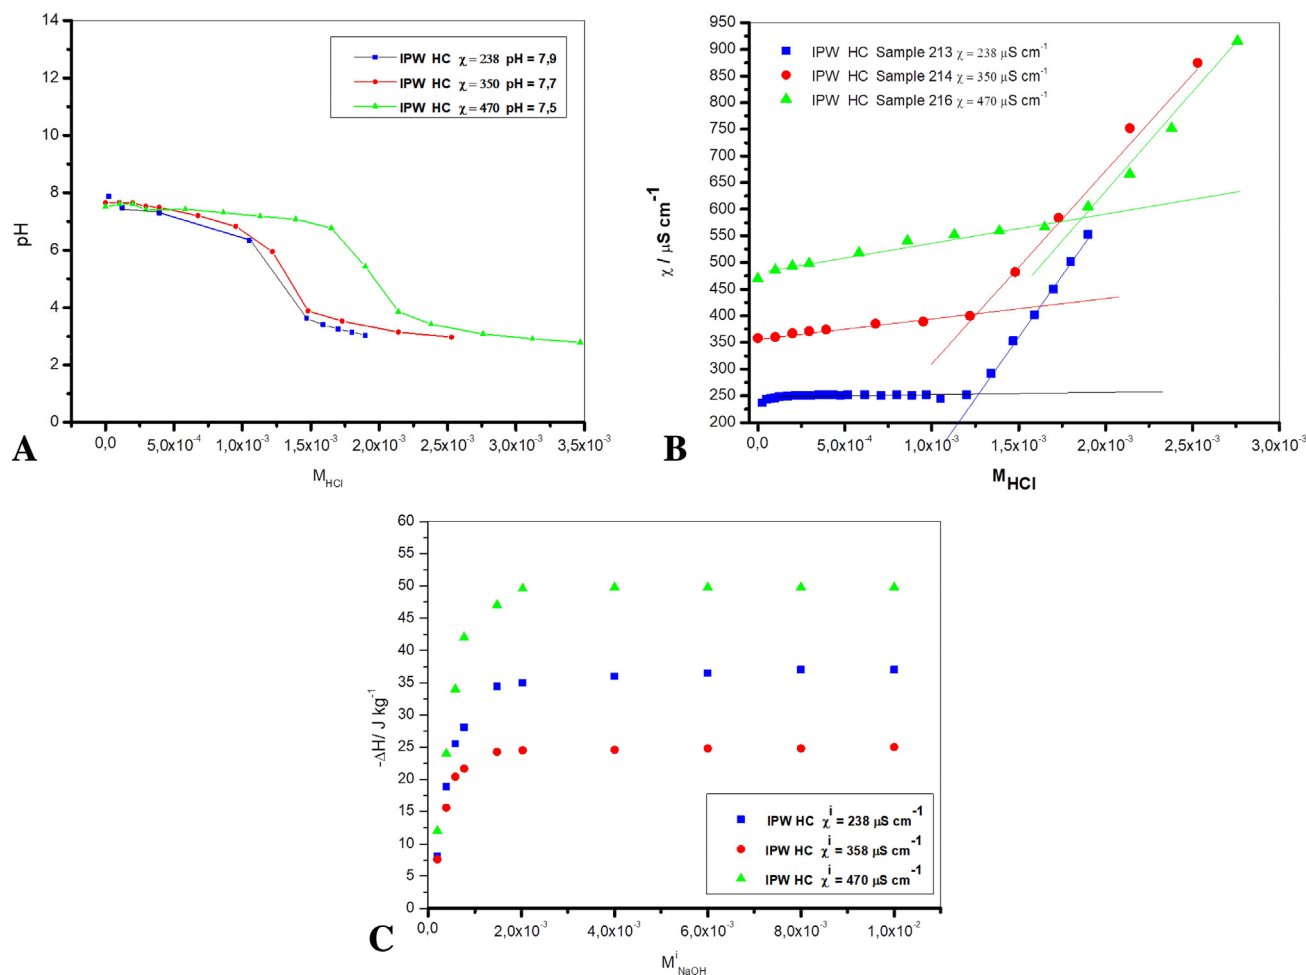 14
12
10
8
6
4
2
0
pH
IPW HC χ = 238 pH = 7,9
IPW HC χ = 350 pH = 7,7
IPW HC χ = 470 pH = 7,5
0,0 5,0x10⁻⁴ 1,0x10⁻³ 1,5x10⁻³ 2,0x10⁻³ 2,5x10⁻³ 3,0x10⁻³ 3,5x10⁻³
M_HCl
A
950
900
850
800
750
700
650
600
550
500
450
400
350
300
250
200
χ / μS cm⁻¹
IPW HC Sample 213 χ = 238 μS cm⁻¹
IPW HC Sample 214 χ = 350 μS cm⁻¹
IPW HC Sample 216 χ = 470 μS cm⁻¹
0,0 5,0x10⁻⁴ 1,0x10⁻³ 1,5x10⁻³ 2,0x10⁻³ 2,5x10⁻³ 3,0x10⁻³
M_HCl
B
60
55
50
45
40
35
30
25
20
15
10
5
0
-ΔH/ J kg⁻¹
IPW HC χⁱ = 238 μS cm⁻¹
IPW HC χⁱ = 358 μS cm⁻¹
IPW HC χⁱ = 470 μS cm⁻¹
0,0 2,0x10⁻³ 4,0x10⁻³ 6,0x10⁻³ 8,0x10⁻³ 1,0x10⁻²
Mⁱ_NaOH
C